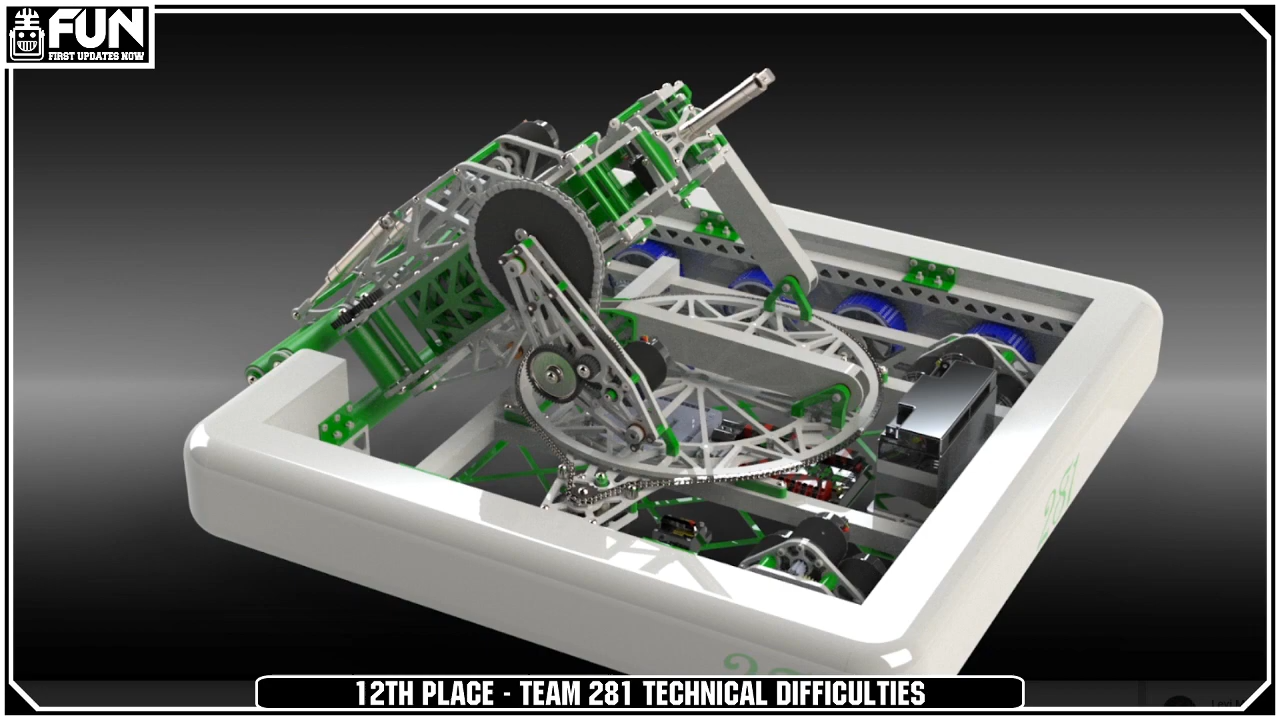 FUN
FIRST UPDATES NOW
281
12TH PLACE - TEAM 281 TECHNICAL DIFFICULTIES